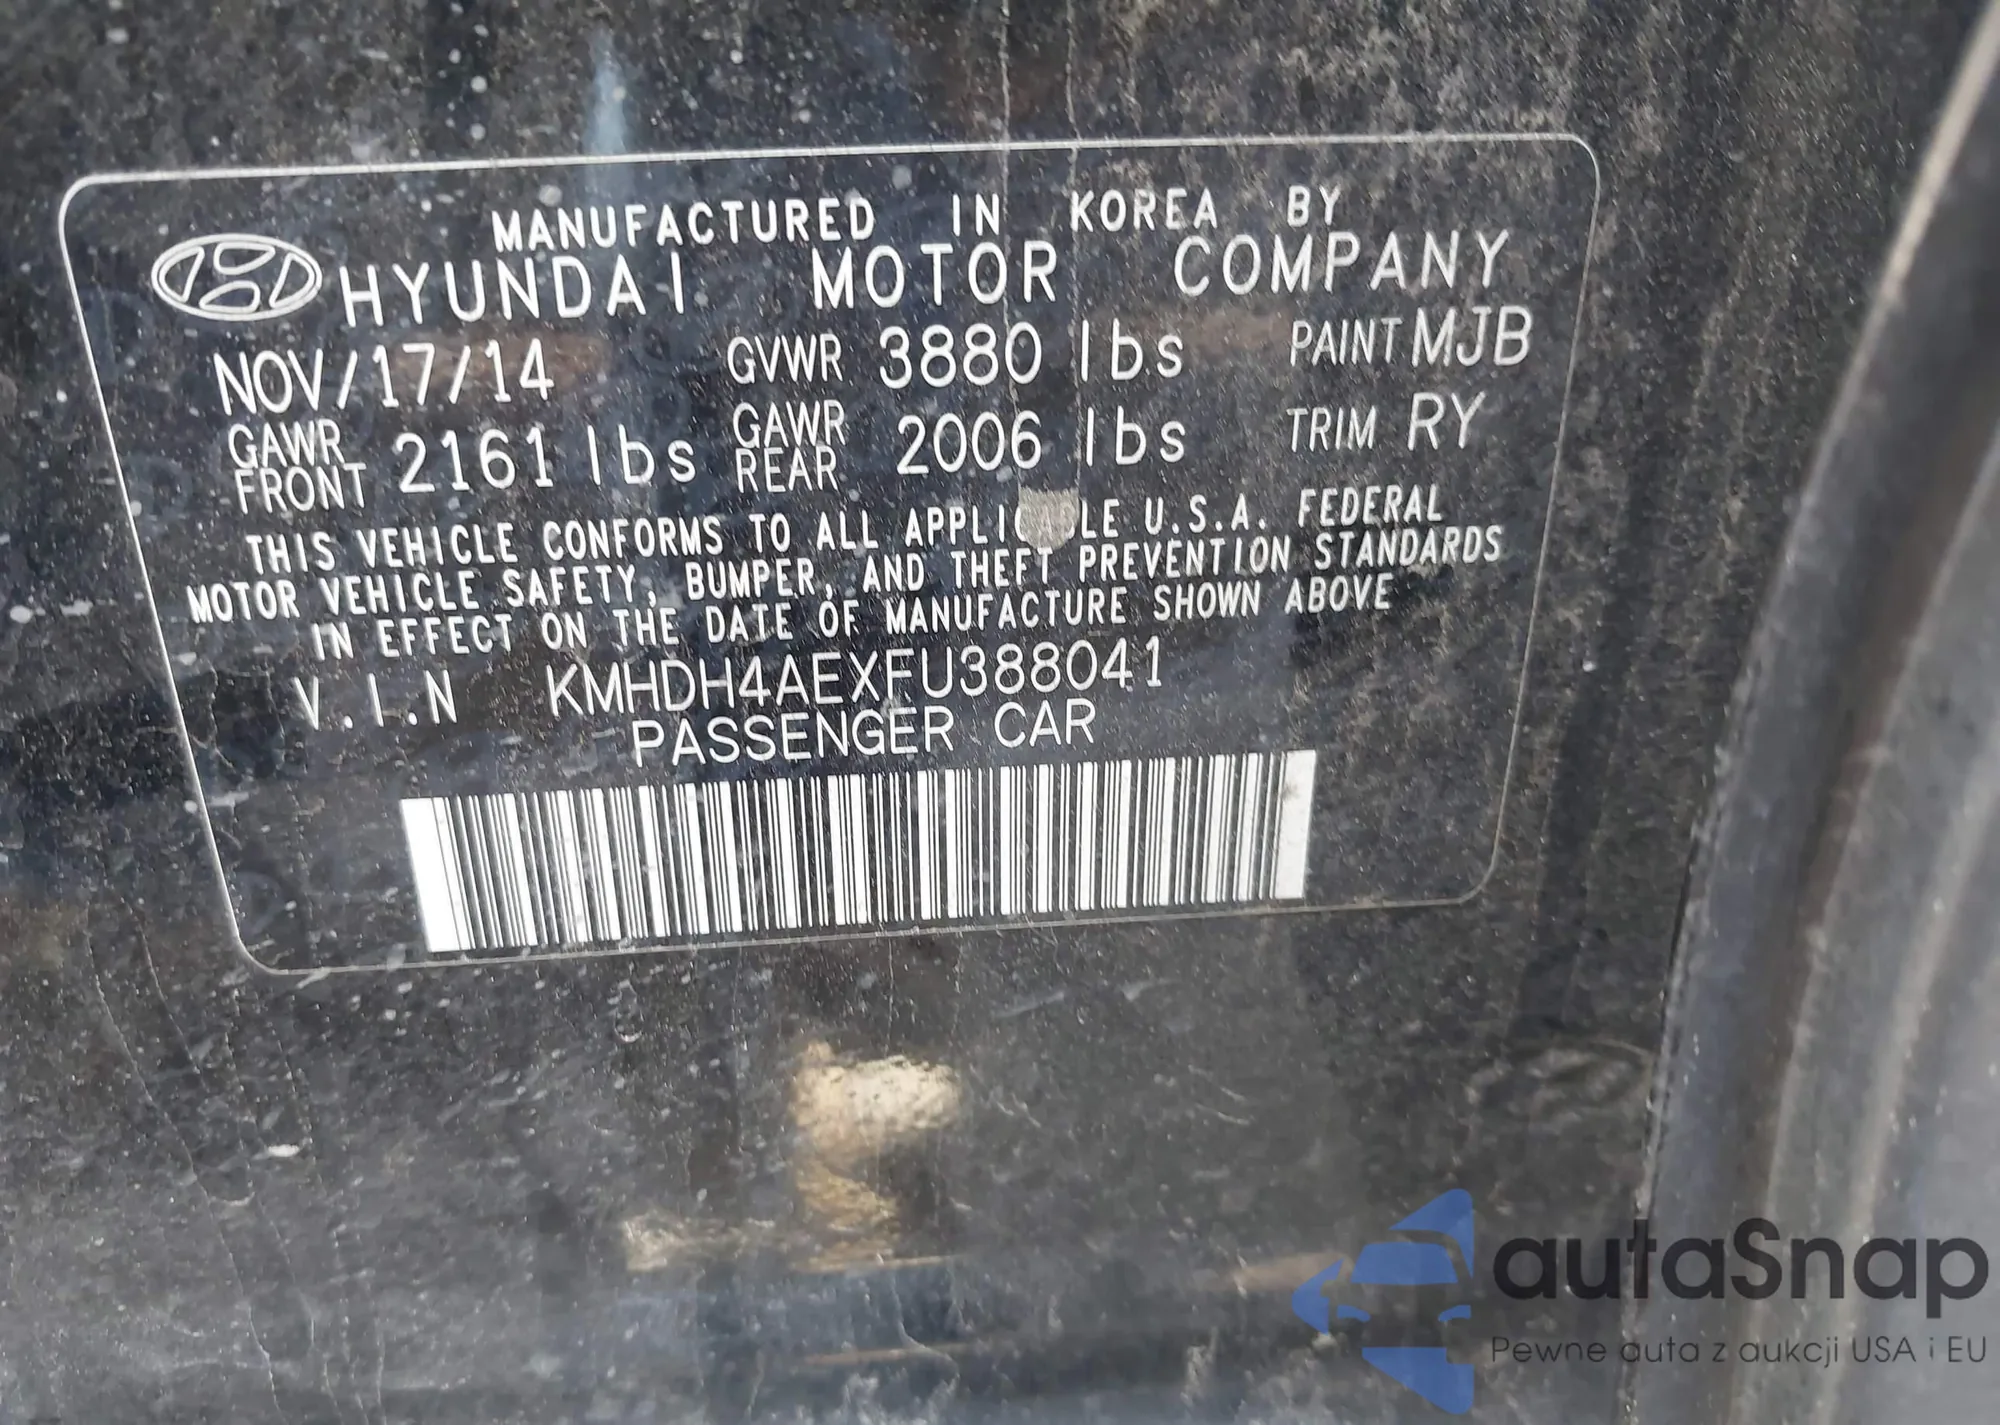 MANUFACTURED IN KOREA BY
HYUNDAI MOTOR COMPANY
NOV/17/14 GVWR 3880 lbs PAINT MJB
GAWR FRONT 2161 lbs GAWR REAR 2006 lbs TRIM RY
THIS VEHICLE CONFORMS TO ALL APPLICABLE U.S.A. FEDERAL
MOTOR VEHICLE SAFETY, BUMPER, AND THEFT PREVENTION STANDARDS
IN EFFECT ON THE DATE OF MANUFACTURE SHOWN ABOVE
V.I.N KMHDH4AEXFU388041
PASSENGER CAR
autaSnap
Pewne auta z aukcji USA i EU